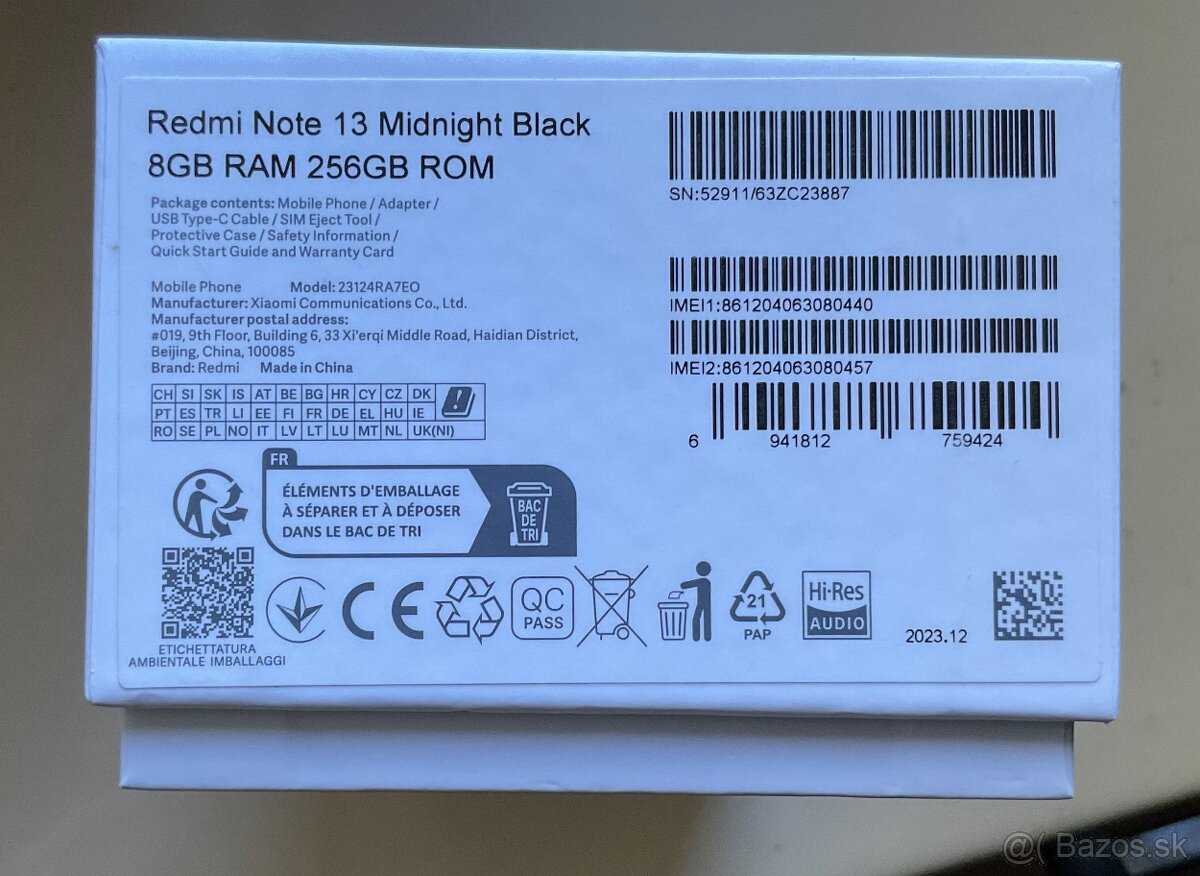 Redmi Note 13 Midnight Black
8GB RAM 256GB ROM
Package contents: Mobile Phone / Adapter /
USB Type-C Cable / SIM Eject Tool /
Protective Case / Safety Information /
Quick Start Guide and Warranty Card
Mobile Phone Model: 23124RA7EO
Manufacturer: Xiaomi Communications Co., Ltd.
Manufacturer postal address:
#019, 9th Floor, Building 6, 33 Xi'erqi Middle Road, Haidian District,
Beijing, China, 100085
Brand: Redmi Made in China
CH SI SK IS AT BE BG HR CY CZ DK
PT ES TR LI EE FI FR DE EL HU IE
RO SE PL NO IT LV LT LU MT NL UK(NI)
SN:52911/63ZC23887
IMEI1:861204063080440
IMEI2:861204063080457
6 941812 759424
FR
ÉLÉMENTS D'EMBALLAGE
À SÉPARER ET À DÉPOSER
DANS LE BAC DE TRI
BAC
DE
TRI
ETICHETTATURA
AMBIENTALE IMBALLAGGI
CE
QC
PASS
21
PAP
Hi-Res
AUDIO
2023.12
@( Bazos.sk